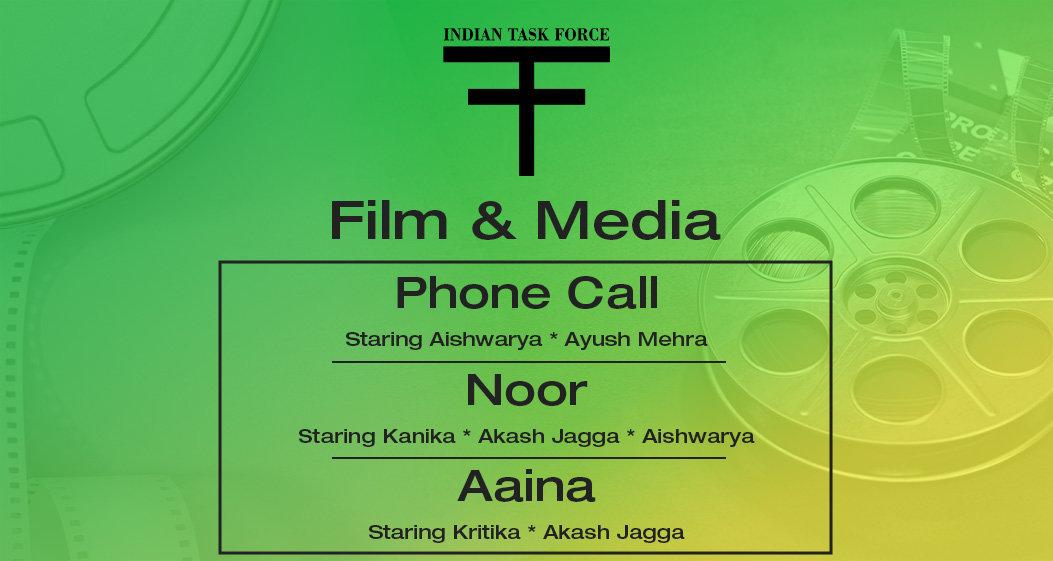 INDIAN TASK FORCE
Film & Media
Phone Call
Staring Aishwarya * Ayush Mehra
Noor
Staring Kanika * Akash Jagga * Aishwarya
Aaina
Staring Kritika * Akash Jagga